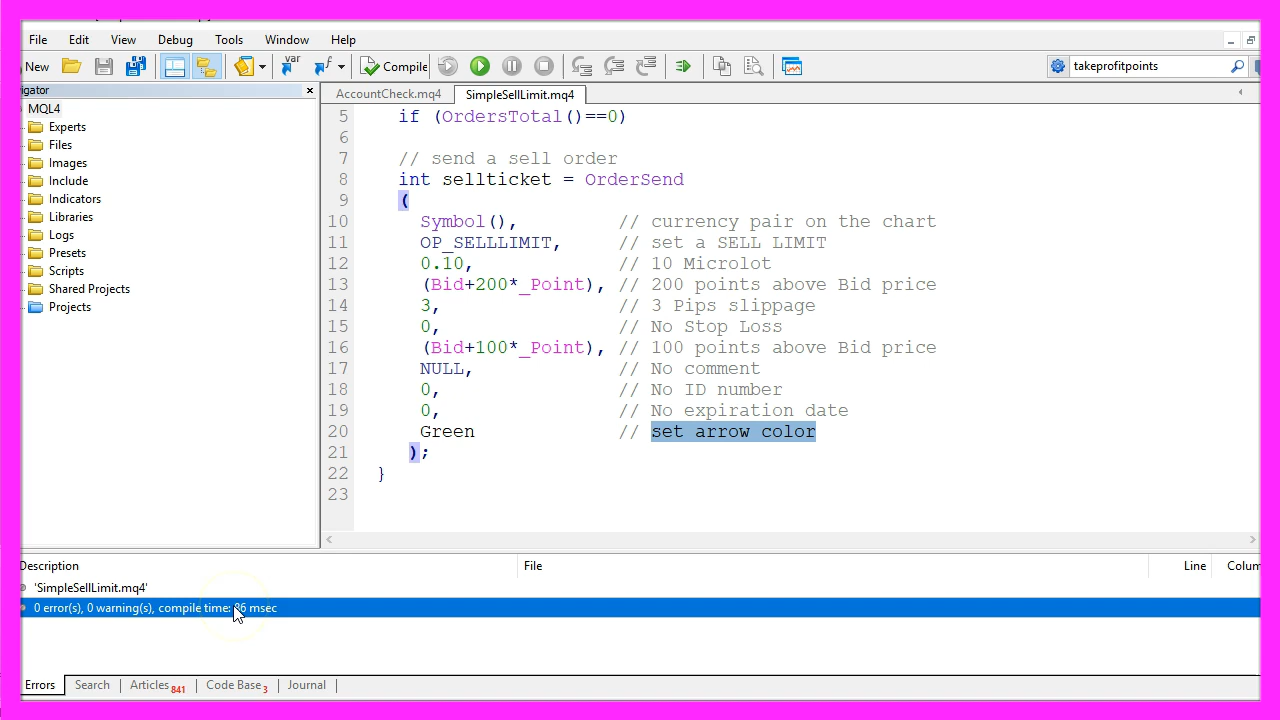 File Edit View Debug Tools Window Help
New Compile takeprofitpoints
igator ×
MQL4
Experts
Files
Images
Include
Indicators
Libraries
Logs
Presets
Scripts
Shared Projects
Projects
AccountCheck.mq4 SimpleSellLimit.mq4
5 if (OrdersTotal()==0)
6
7 // send a sell order
8 int sellticket = OrderSend
9 (
10 Symbol(), // currency pair on the chart
11 OP_SELLLIMIT, // set a SELL LIMIT
12 0.10, // 10 Microlot
13 (Bid+200*_Point), // 200 points above Bid price
14 3, // 3 Pips slippage
15 0, // No Stop Loss
16 (Bid+100*_Point), // 100 points above Bid price
17 NULL, // No comment
18 0, // No ID number
19 0, // No expiration date
20 Green // set arrow color
21 );
22 }
23
Description File Line Colum
'SimpleSellLimit.mq4'
0 error(s), 0 warning(s), compile time: 6 msec
Errors Search Articles 841 Code Base 3 Journal